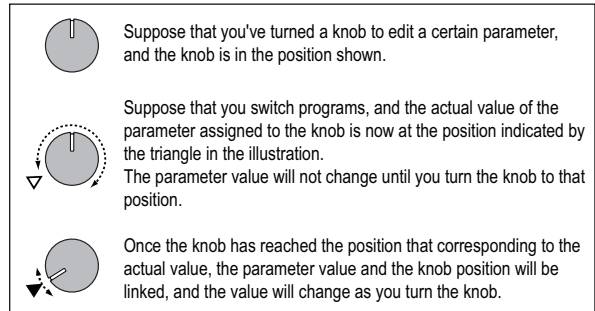 Suppose that you've turned a knob to edit a certain parameter,
and the knob is in the position shown.
Suppose that you switch programs, and the actual value of the
parameter assigned to the knob is now at the position indicated by
the triangle in the illustration.
The parameter value will not change until you turn the knob to that
position.
Once the knob has reached the position that corresponding to the
actual value, the parameter value and the knob position will be
linked, and the value will change as you turn the knob.